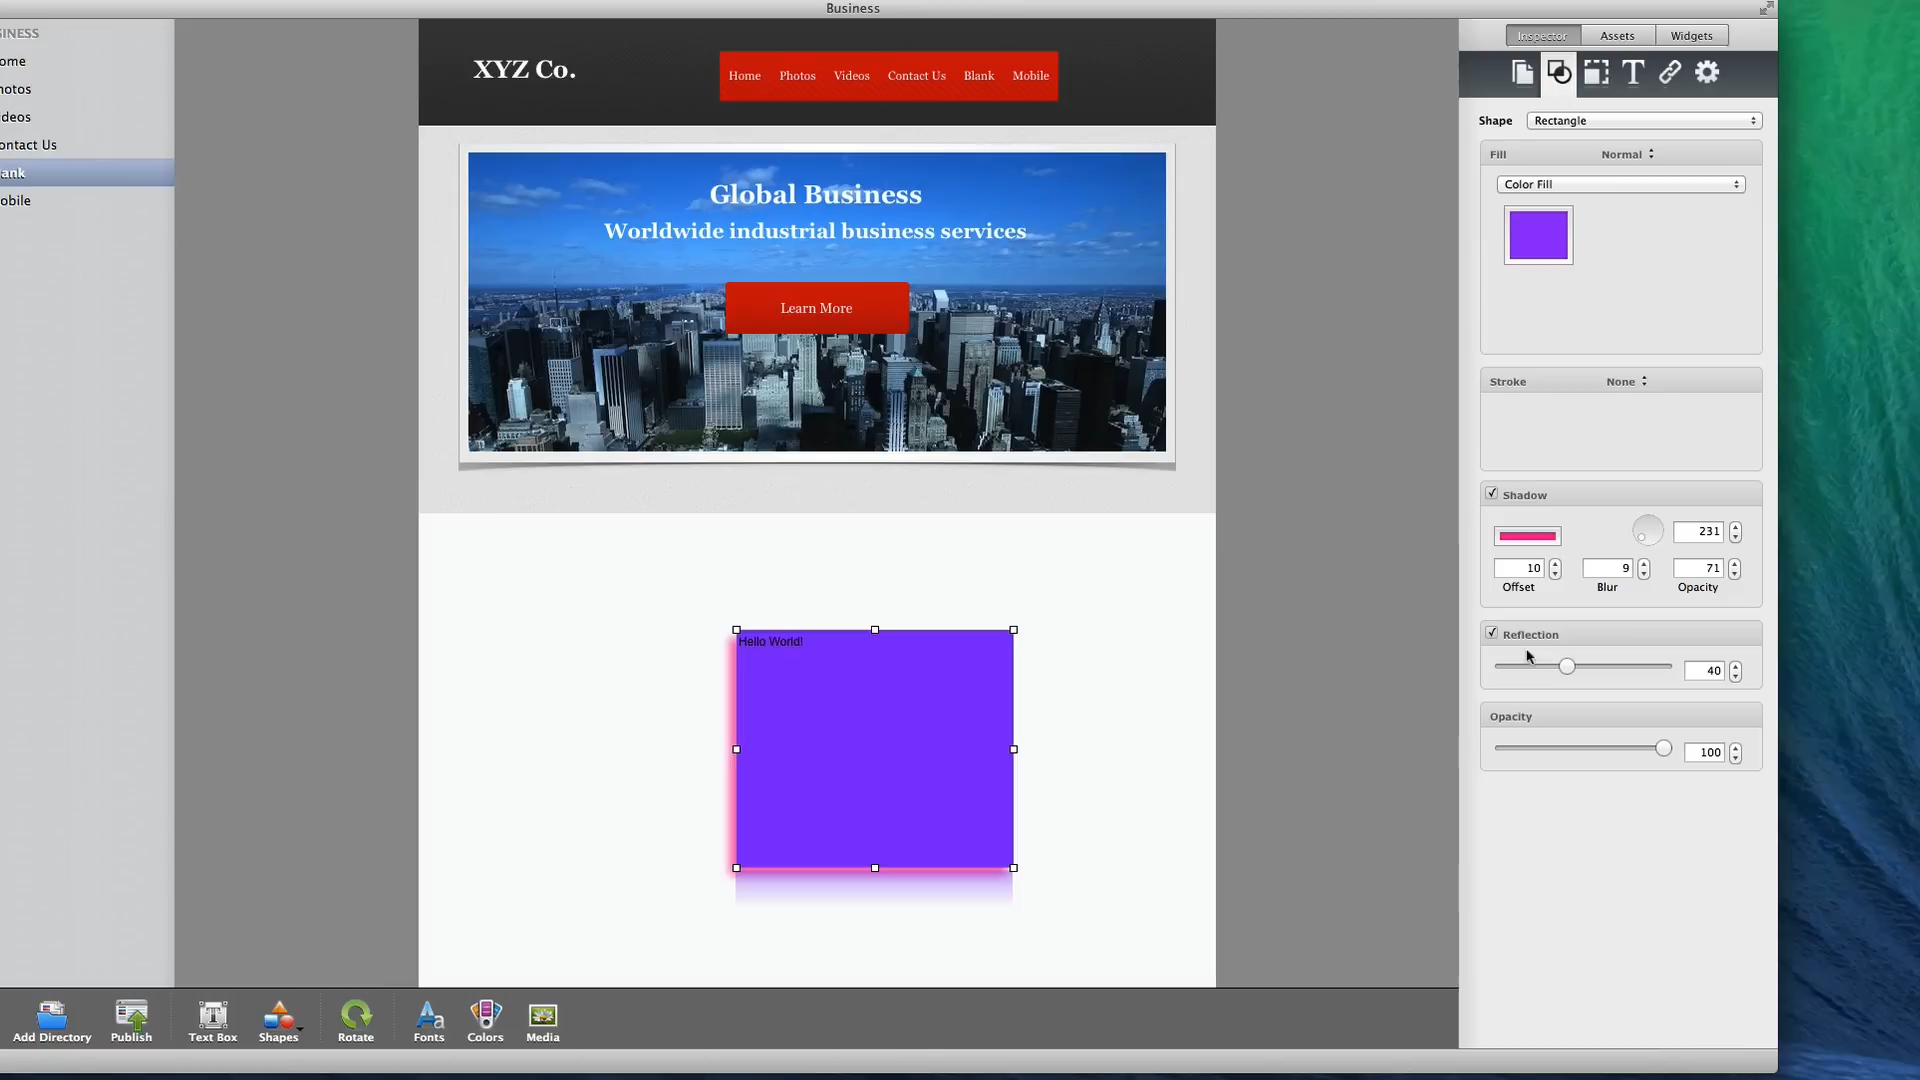 Business
INESS
ome
hotos
deos
ontact Us
ank
obile
XYZ Co.
Home Photos Videos Contact Us Blank Mobile
Global Business
Worldwide industrial business services
Learn More
Hello World!
Inspector Assets Widgets
T
Shape Rectangle
Fill Normal
Color Fill
Stroke None
Shadow
231
10 9 71
Offset Blur Opacity
Reflection
40
Opacity
100
T
Aa
Add Directory Publish Text Box Shapes Rotate Fonts Colors Media